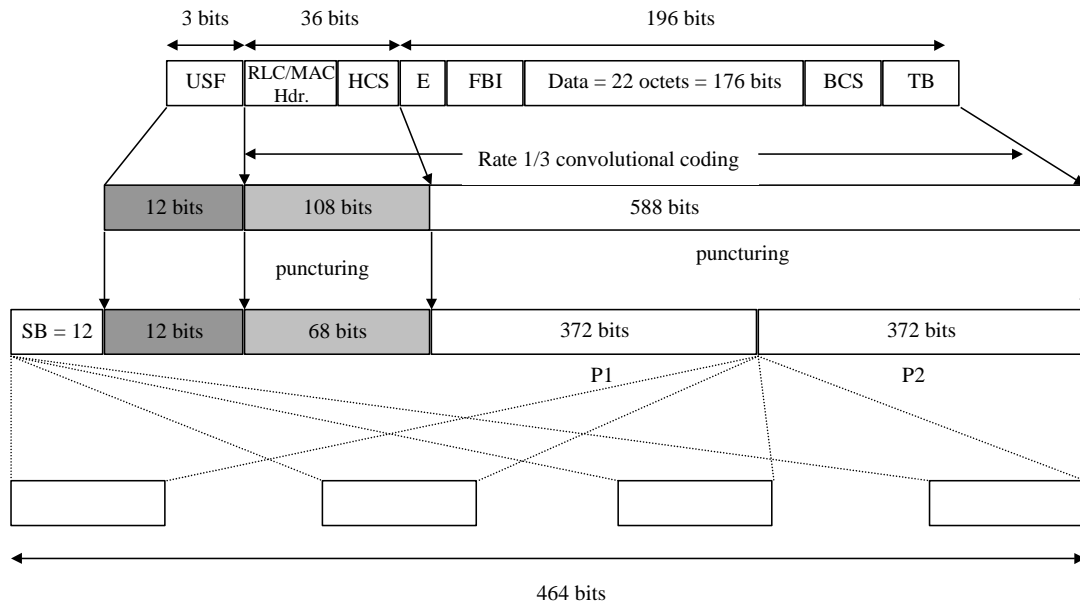 3 bits 36 bits 196 bits
USF RLC/MAC Hdr. HCS E FBI Data = 22 octets = 176 bits BCS TB
Rate 1/3 convolutional coding
12 bits 108 bits 588 bits
puncturing puncturing
SB = 12 12 bits 68 bits 372 bits 372 bits
P1 P2
464 bits